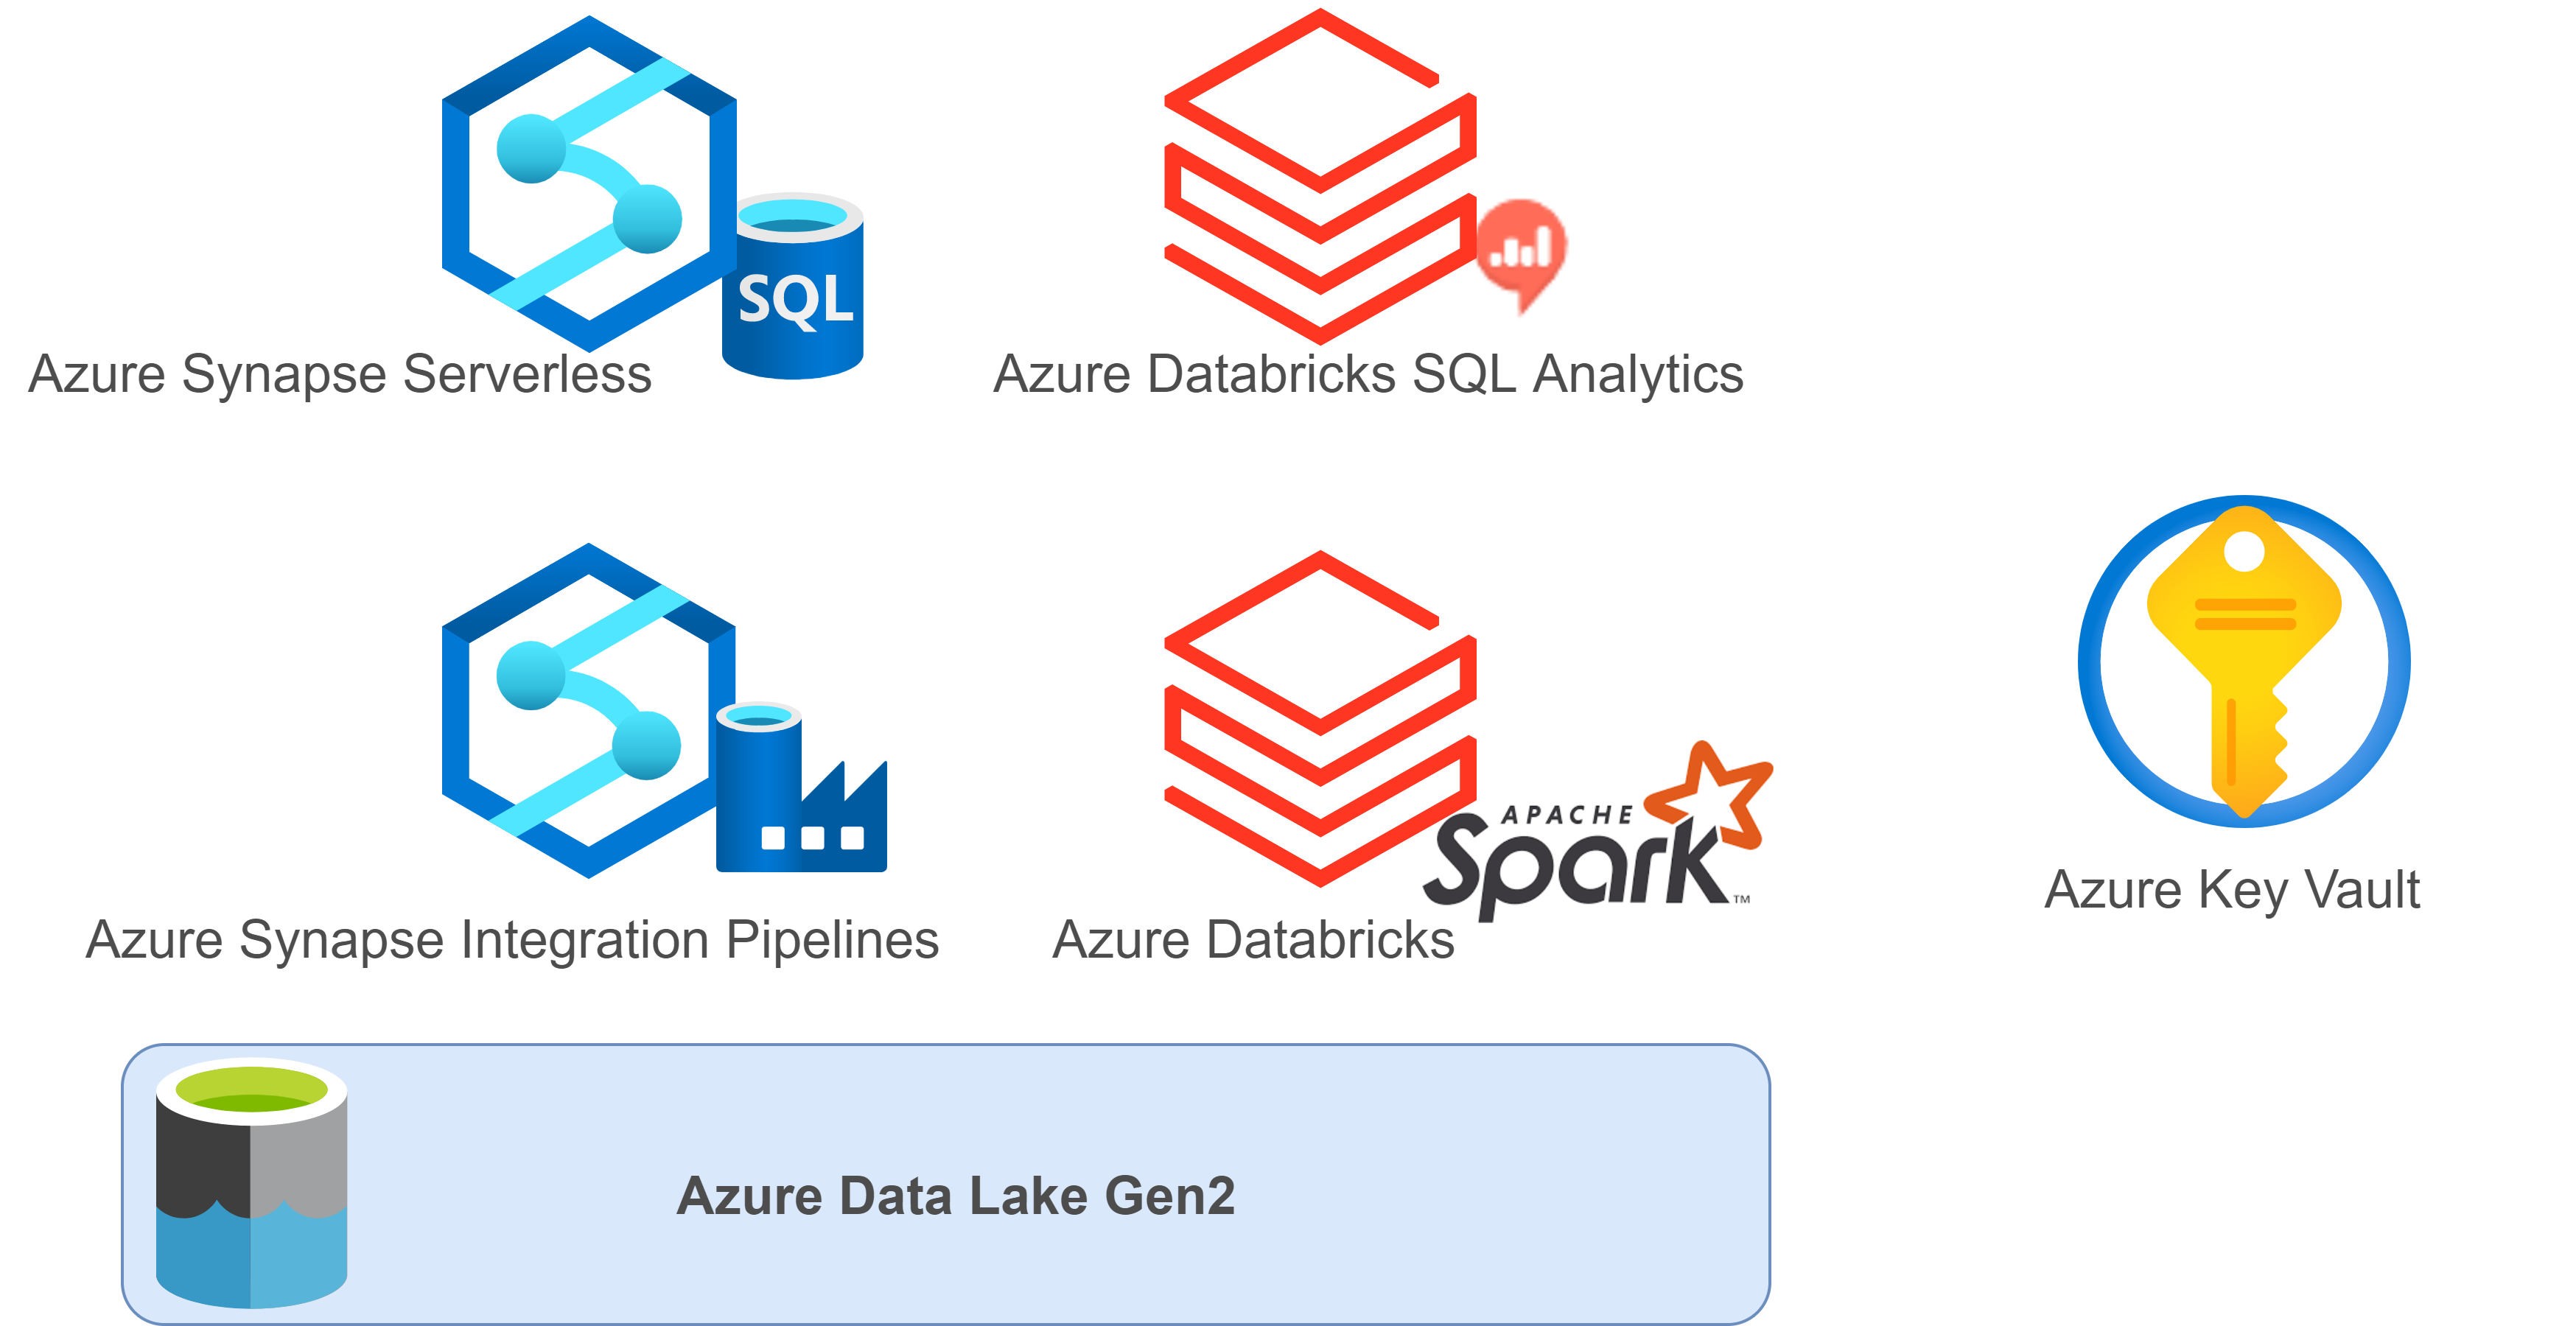 SQL
Azure Synapse Serverless
Azure Databricks SQL Analytics
APACHE
Spark™
Azure Synapse Integration Pipelines
Azure Databricks
Azure Key Vault
Azure Data Lake Gen2